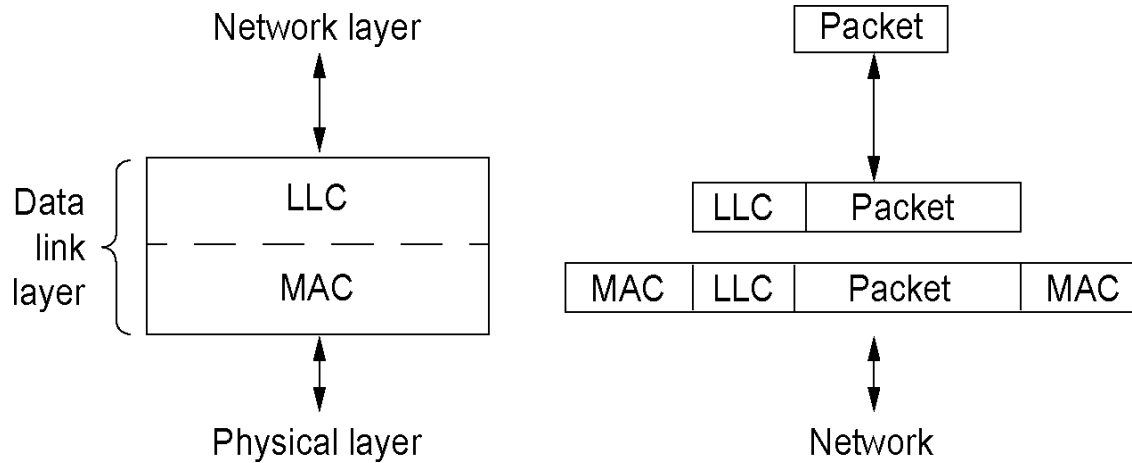 Network layer
Data
link
layer
LLC
MAC
Physical layer
Packet
LLC Packet
MAC LLC Packet MAC
Network